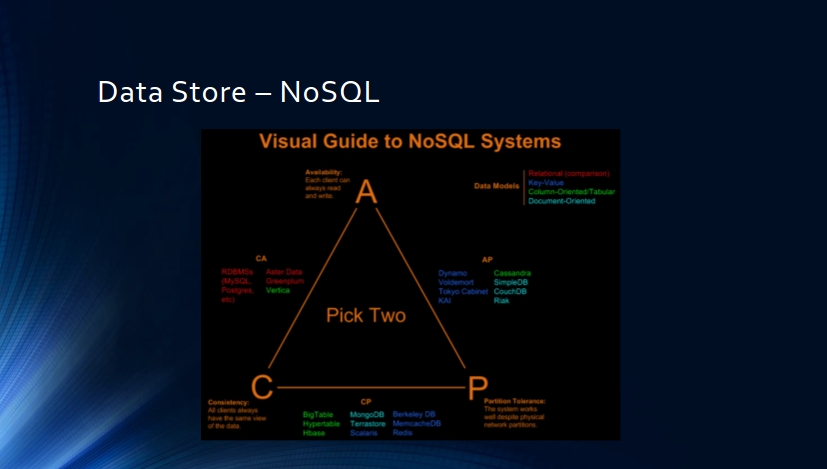 Data Store – NoSQL
Visual Guide to NoSQL Systems
Availability:
Each client can
always read
and write.
A
Data Models
Relational (comparison)
Key-Value
Column-Oriented/Tabular
Document-Oriented
CA
RDBMSs
(MySQL,
Postgres,
etc)
Aster Data
Greenplum
Vertica
AP
Dynamo
Voldemort
Tokyo Cabinet
KAI
Cassandra
SimpleDB
CouchDB
Riak
Pick Two
C
P
Consistency:
All clients always
have the same view
of the data.
CP
BigTable
Hypertable
Hbase
MongoDB
Terrastore
Scalaris
Berkeley DB
MemcacheDB
Redis
Partition Tolerance:
The system works
well despite physical
network partitions.